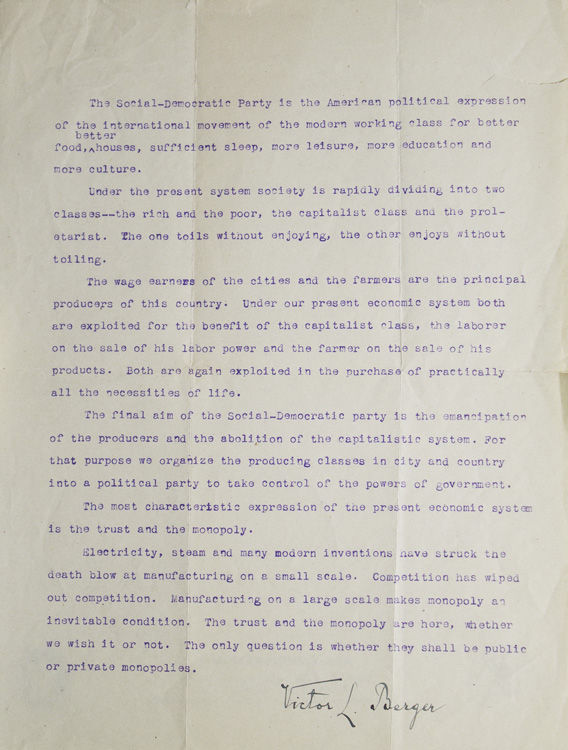 The Social-Democratic Party is the American political expression
of the international movement of the modern working class for better
better
food,^houses, sufficient sleep, more leisure, more education and
more culture.
Under the present system society is rapidly dividing into two
classes--the rich and the poor, the capitalist class and the prol-
etariat. The one toils without enjoying, the other enjoys without
toiling.
The wage earners of the cities and the farmers are the principal
producers of this country. Under our present economic system both
are exploited for the benefit of the capitalist class, the laborer
on the sale of his labor power and the farmer on the sale of his
products. Both are again exploited in the purchase of practically
all the necessities of life.
The final aim of the Social-Democratic party is the emancipation
of the producers and the abolition of the capitalistic system. For
that purpose we organize the producing classes in city and country
into a political party to take control of the powers of government.
The most characteristic expression of the present economic system
is the trust and the monopoly.
Electricity, steam and many modern inventions have struck the
death blow at manufacturing on a small scale. Competition has wiped
out competition. Manufacturing on a large scale makes monopoly an
inevitable condition. The trust and the monopoly are here, whether
we wish it or not. The only question is whether they shall be public
or private monopolies.
Victor L. Berger